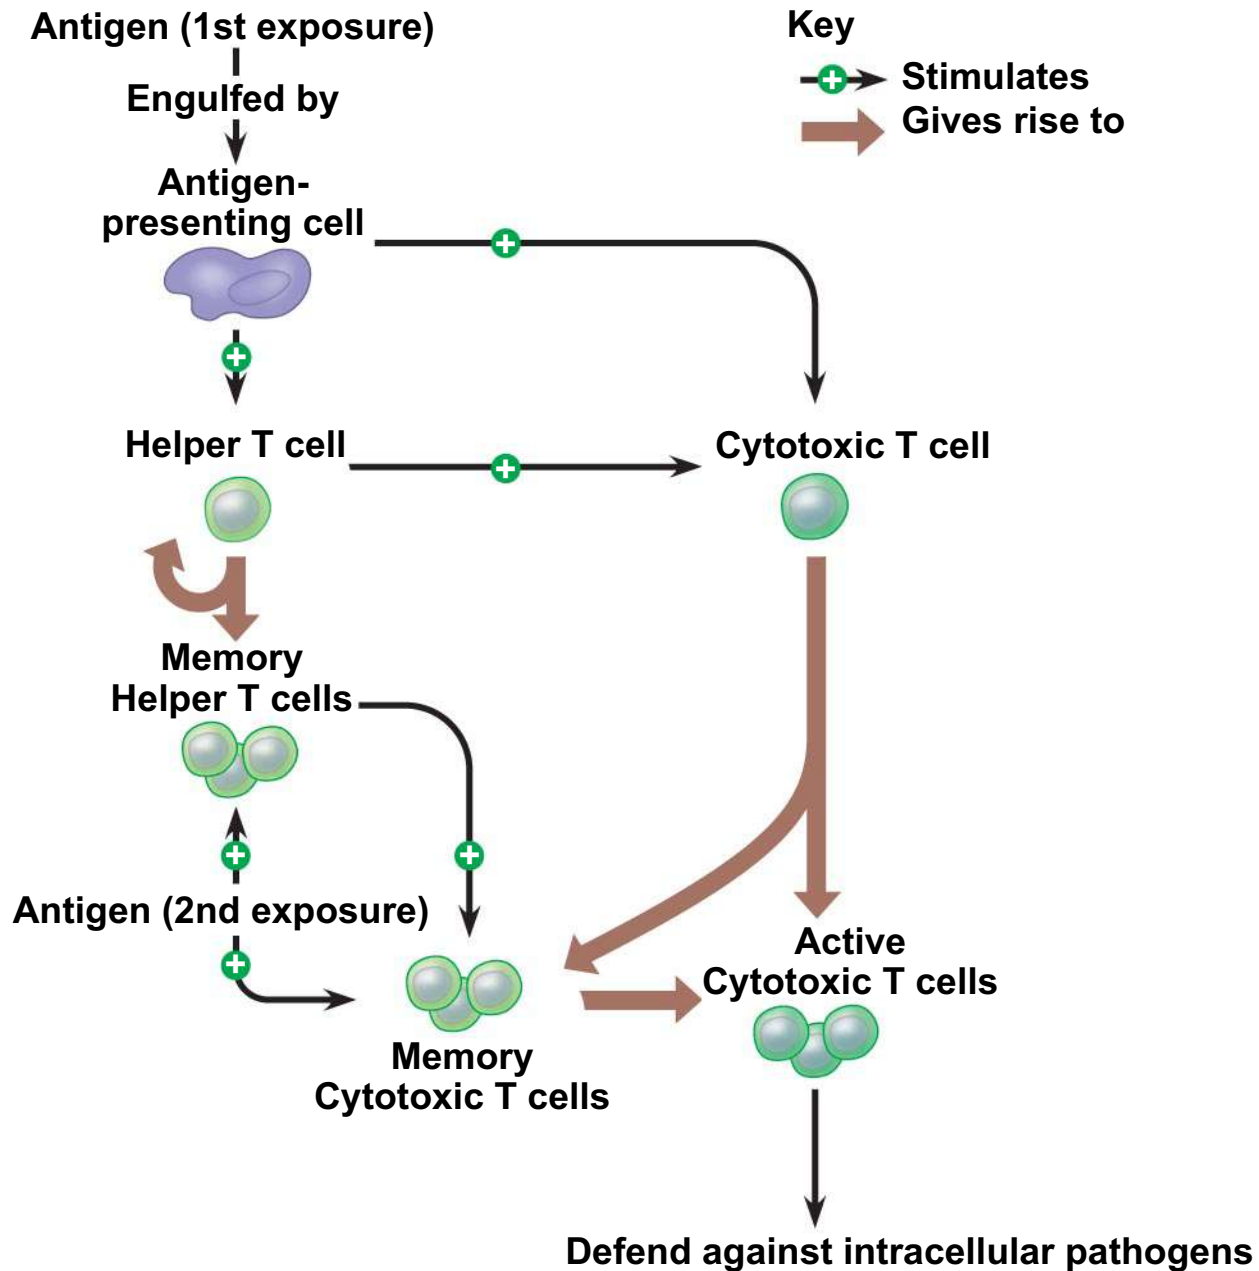 Antigen (1st exposure)
Engulfed by
Antigen-
presenting cell
Key
Stimulates
Gives rise to
Helper T cell
Cytotoxic T cell
Memory
Helper T cells
Antigen (2nd exposure)
Memory
Cytotoxic T cells
Active
Cytotoxic T cells
Defend against intracellular pathogens